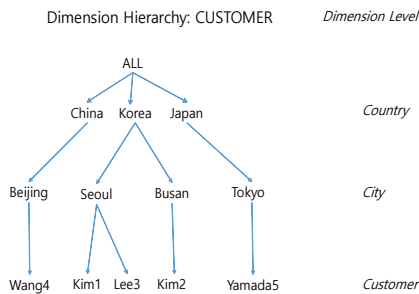 Dimension Hierarchy: CUSTOMER Dimension Level
ALL
China Korea Japan Country
Beijing Seoul Busan Tokyo City
Wang4 Kim1 Lee3 Kim2 Yamada5 Customer